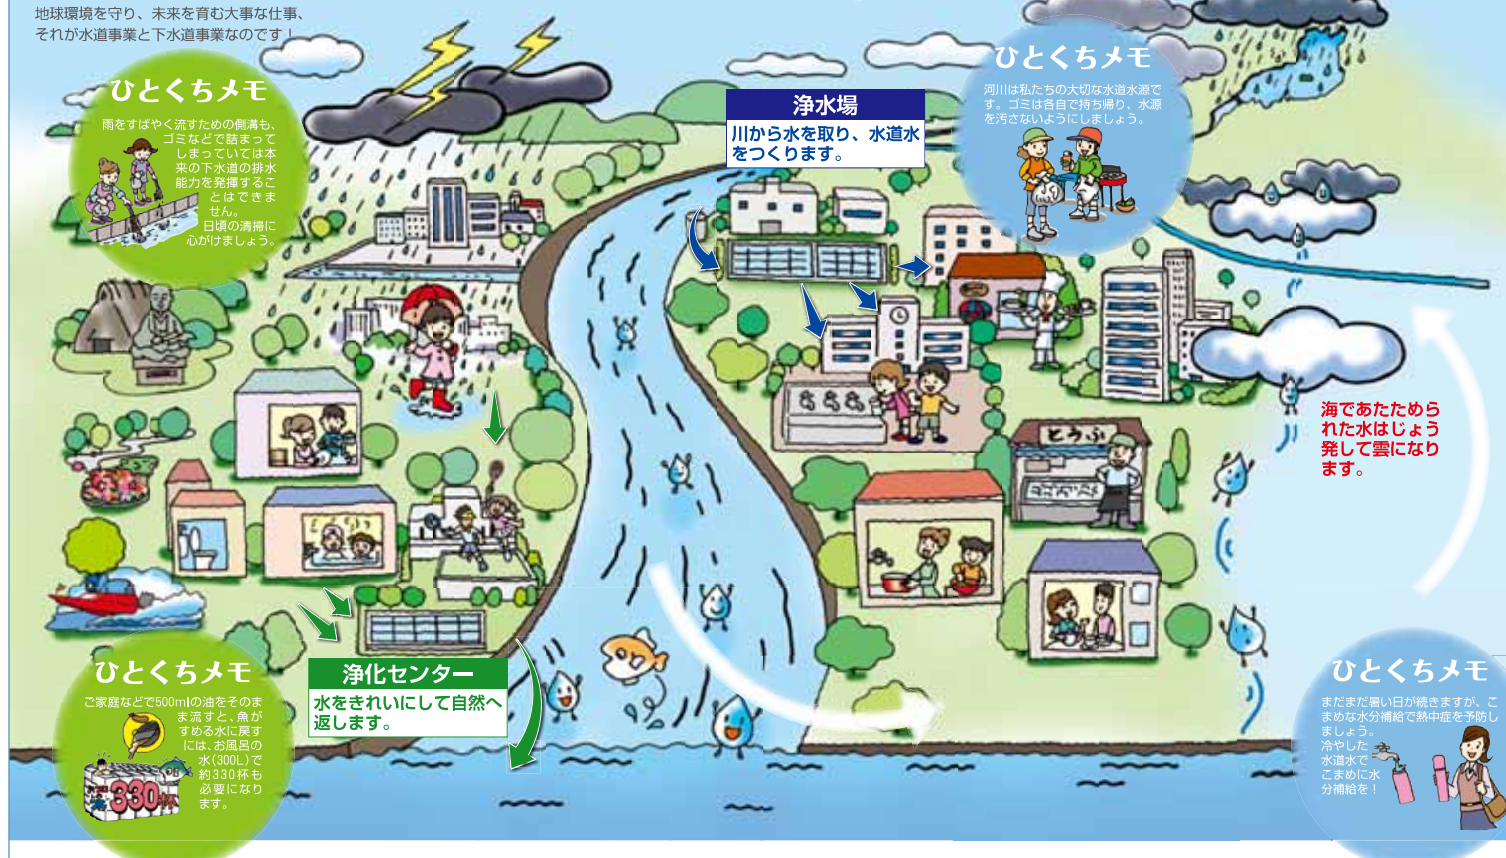 地球環境を守り、未来を育む大事な仕事、
それが水道事業と下水道事業なのです！
ひとくちメモ
雨をすばやく流すための側溝も、
ゴミなどで詰まって
しまっていては本
来の下水道の排水
能力を発揮するこ
とはできま
せん。
日頃の清掃に
心がけましょう。
浄水場
川から水を取り、水道水
をつくります。
ひとくちメモ
河川は私たちの大切な水道水源で
す。ゴミは各自で持ち帰り、水源
を汚さないようにしましょう。
海であたためら
れた水はじょう
発して雲になり
ます。
とうふ
浄化センター
水をきれいにして自然へ
返します。
ひとくちメモ
ご家庭などで500mlの油をそのま
ま流すと、魚が
すめる水に戻す
には、お風呂の
水(300L)で
約330杯も
必要になり
ます。
330杯
ひとくちメモ
まだまだ暑い日が続きますが、こ
まめな水分補給で熱中症を予防し
ましょう。
冷やした
水道水で
こまめに水
分補給を！